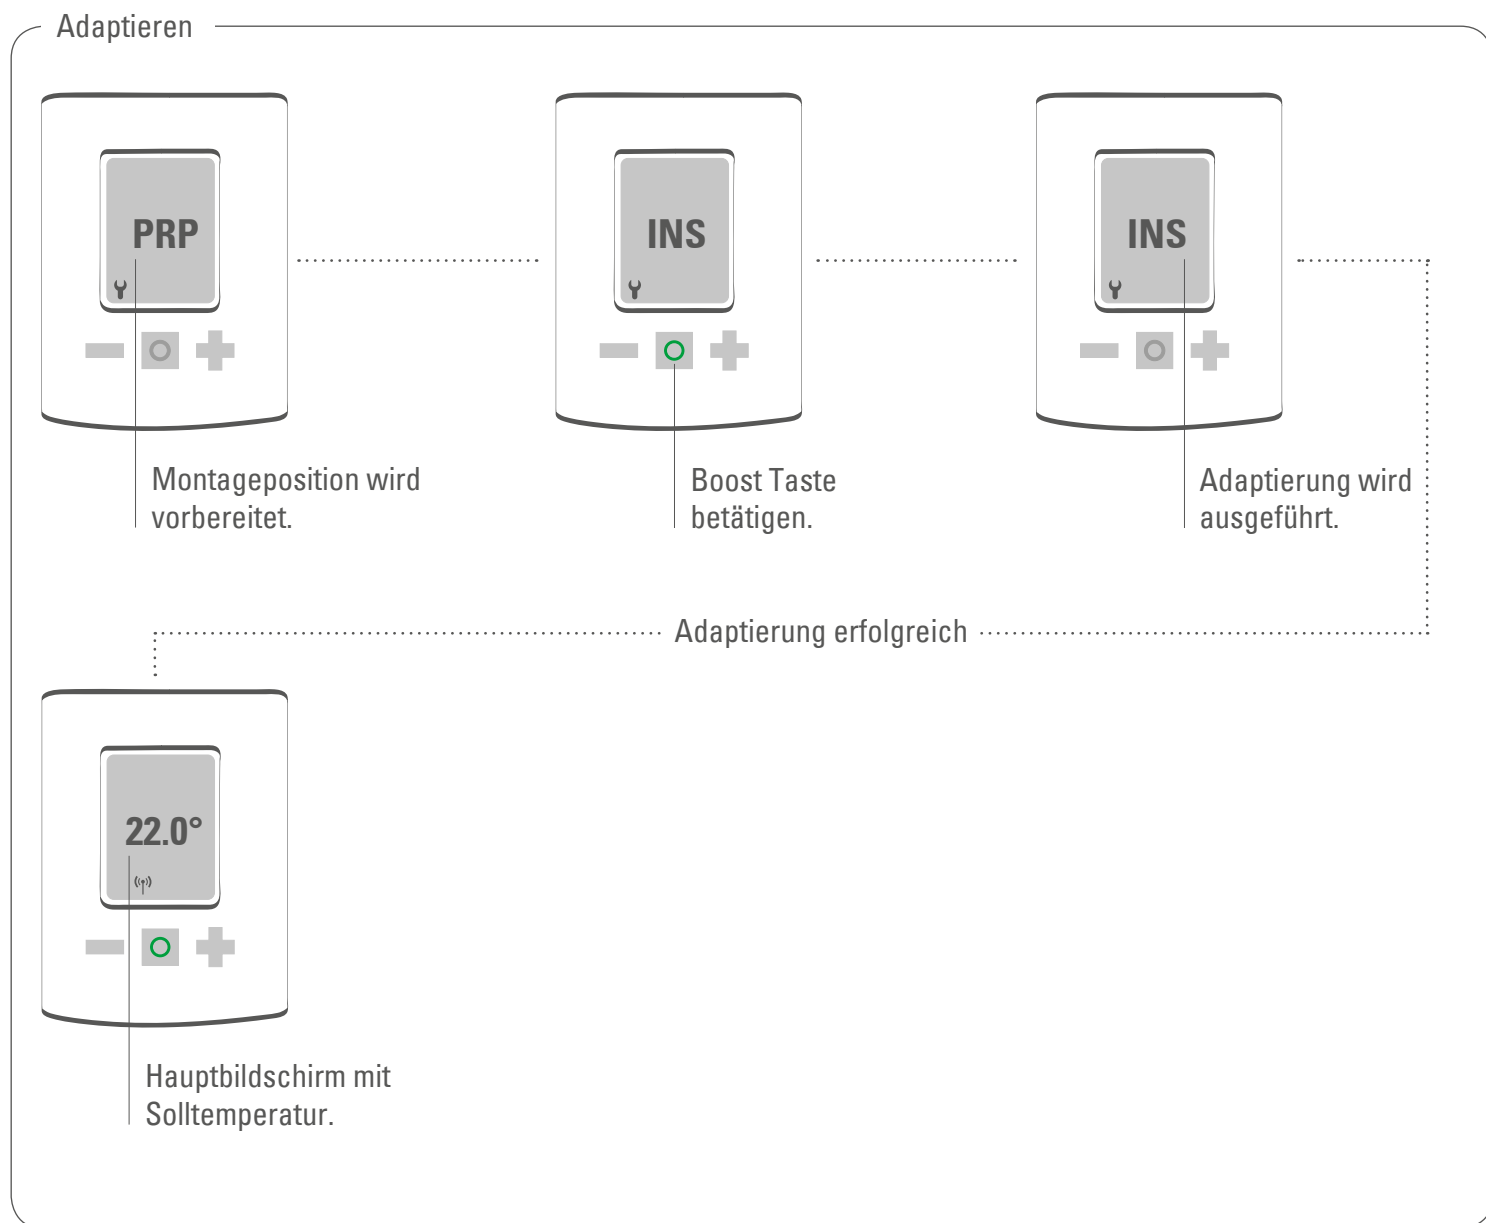 Adaptieren
PRP
INS
INS
Montageposition wird
vorbereitet.
Boost Taste
betätigen.
Adaptierung wird
ausgeführt.
Adaptierung erfolgreich
22.0°
Hauptbildschirm mit
Solltemperatur.